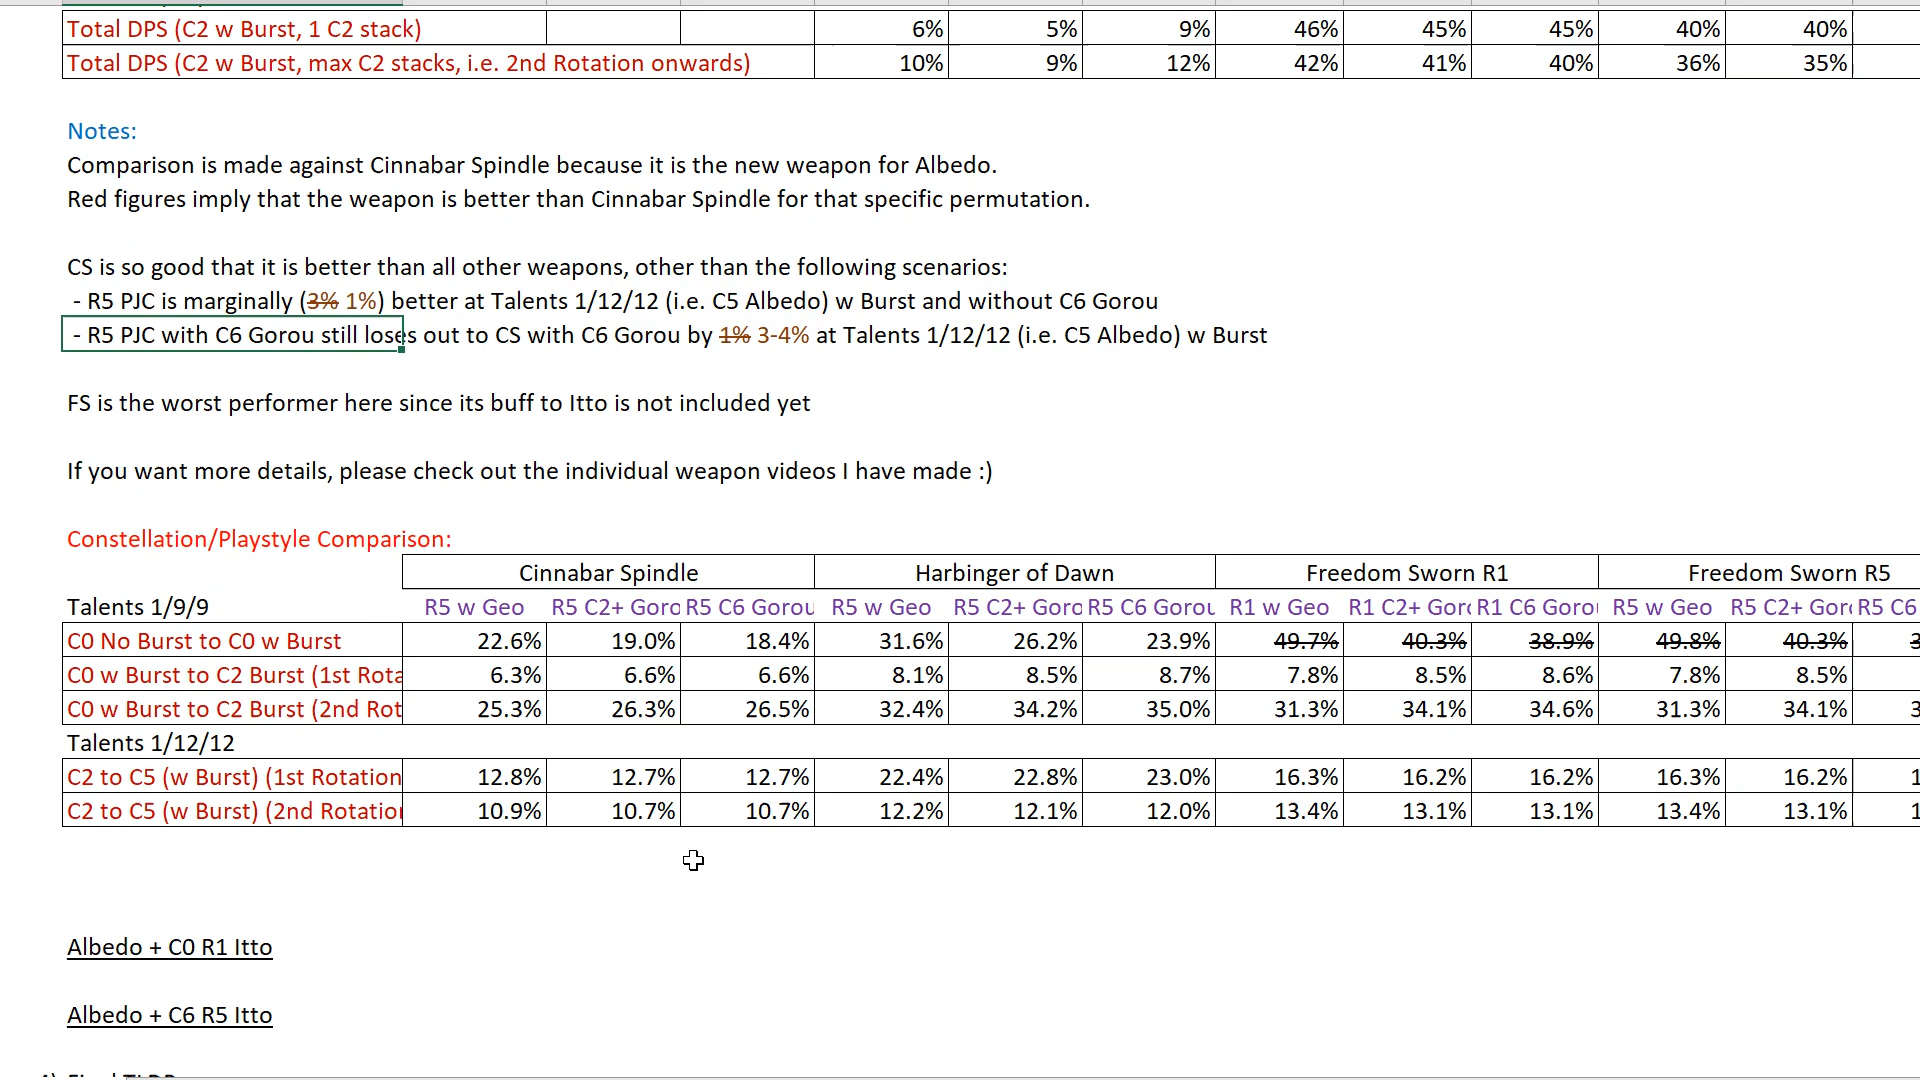 Total DPS (C2 w Burst, 1 C2 stack) 6% 5% 9% 46% 45% 45% 40% 40%
Total DPS (C2 w Burst, max C2 stacks, i.e. 2nd Rotation onwards) 10% 9% 12% 42% 41% 40% 36% 35%
Notes:
Comparison is made against Cinnabar Spindle because it is the new weapon for Albedo.
Red figures imply that the weapon is better than Cinnabar Spindle for that specific permutation.
CS is so good that it is better than all other weapons, other than the following scenarios:
- R5 PJC is marginally (3% 1%) better at Talents 1/12/12 (i.e. C5 Albedo) w Burst and without C6 Gorou
- R5 PJC with C6 Gorou still loses out to CS with C6 Gorou by 1% 3-4% at Talents 1/12/12 (i.e. C5 Albedo) w Burst
FS is the worst performer here since its buff to Itto is not included yet
If you want more details, please check out the individual weapon videos I have made :)
Constellation/Playstyle Comparison:
Cinnabar Spindle Harbinger of Dawn Freedom Sworn R1 Freedom Sworn R5
Talents 1/9/9 R5 w Geo R5 C2+ Goro R5 C6 Gorou R5 w Geo R5 C2+ Goro R5 C6 Gorou R1 w Geo R1 C2+ Gor R1 C6 Goro R5 w Geo R5 C2+ Gor R5 C6
C0 No Burst to C0 w Burst 22.6% 19.0% 18.4% 31.6% 26.2% 23.9% 49.7% 40.3% 38.9% 49.8% 40.3% 3
C0 w Burst to C2 Burst (1st Rota 6.3% 6.6% 6.6% 8.1% 8.5% 8.7% 7.8% 8.5% 8.6% 7.8% 8.5%
C0 w Burst to C2 Burst (2nd Rot 25.3% 26.3% 26.5% 32.4% 34.2% 35.0% 31.3% 34.1% 34.6% 31.3% 34.1% 3
Talents 1/12/12
C2 to C5 (w Burst) (1st Rotation 12.8% 12.7% 12.7% 22.4% 22.8% 23.0% 16.3% 16.2% 16.2% 16.3% 16.2% 1
C2 to C5 (w Burst) (2nd Rotation 10.9% 10.7% 10.7% 12.2% 12.1% 12.0% 13.4% 13.1% 13.1% 13.4% 13.1% 1
Albedo + C0 R1 Itto
Albedo + C6 R5 Itto